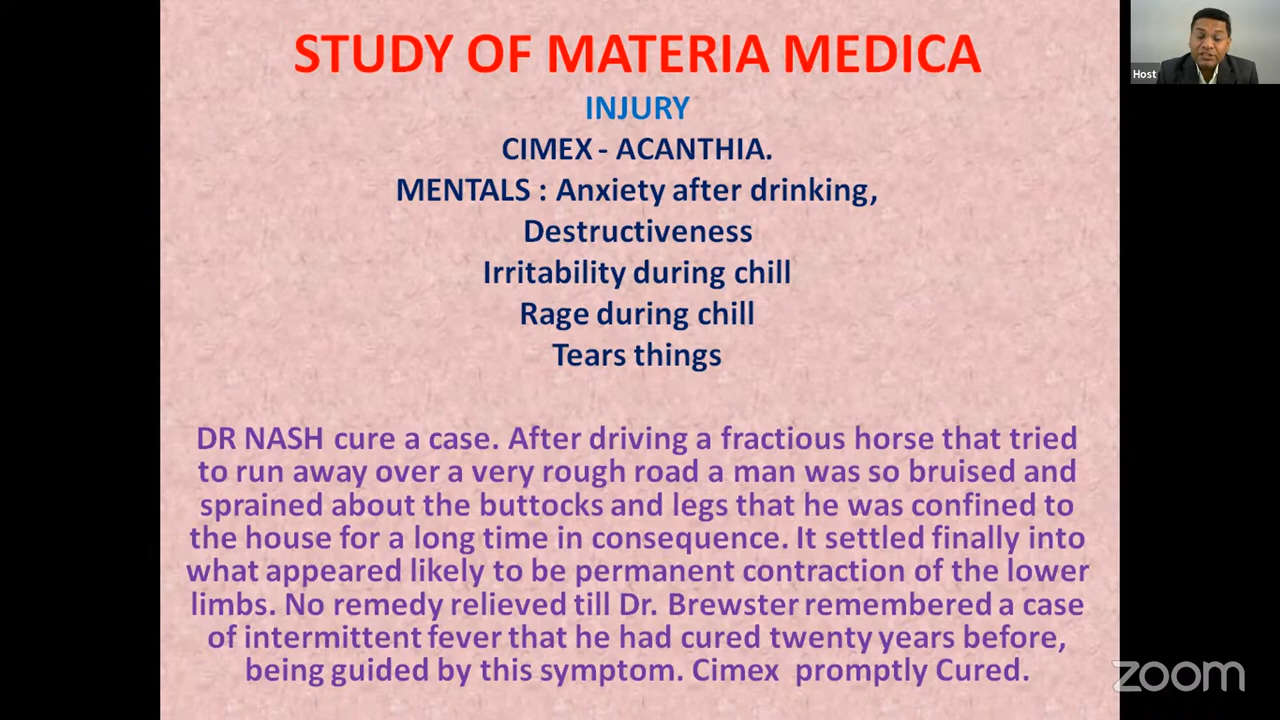 STUDY OF MATERIA MEDICA
Host
INJURY
CIMEX - ACANTHIA.
MENTALS : Anxiety after drinking,
Destructiveness
Irritability during chill
Rage during chill
Tears things
DR NASH cure a case. After driving a fractious horse that tried
to run away over a very rough road a man was so bruised and
sprained about the buttocks and legs that he was confined to
the house for a long time in consequence. It settled finally into
what appeared likely to be permanent contraction of the lower
limbs. No remedy relieved till Dr. Brewster remembered a case
of intermittent fever that he had cured twenty years before,
being guided by this symptom. Cimex promptly Cured.
zoom